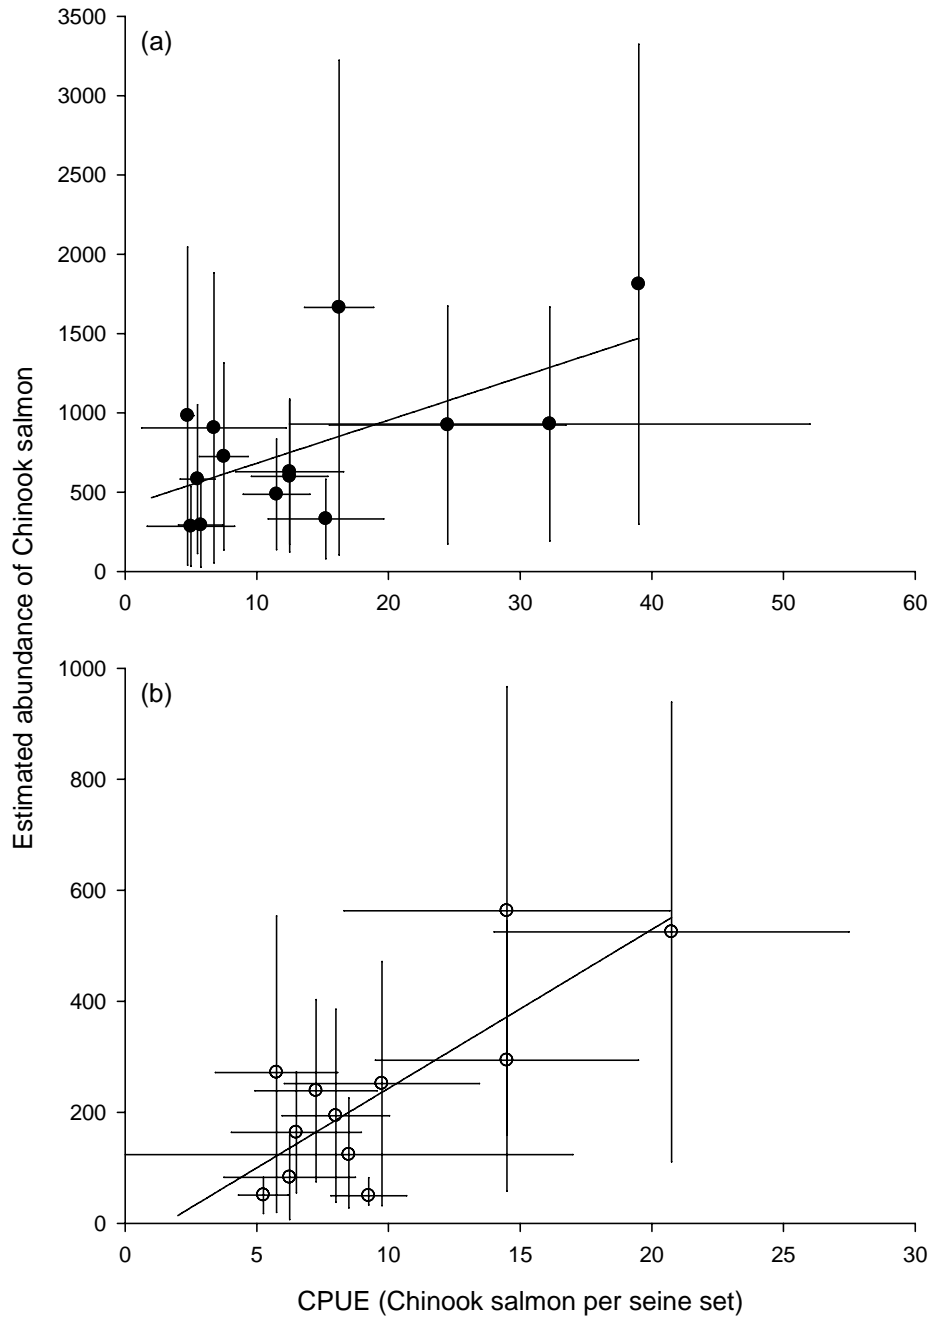 Estimated abundance of Chinook salmon
(a)
3500
3000
2500
2000
1500
1000
500
0
0 10 20 30 40 50 60
(b)
1000
800
600
400
200
0
0 5 10 15 20 25 30
CPUE (Chinook salmon per seine set)